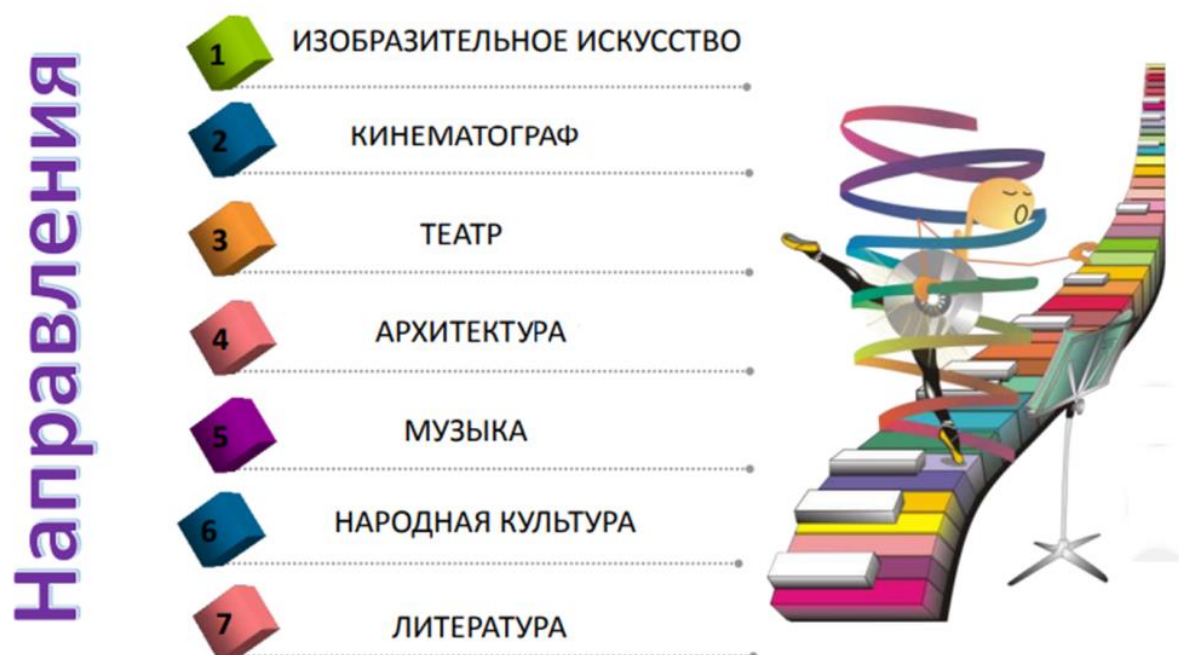 Направления
1 ИЗОБРАЗИТЕЛЬНОЕ ИСКУССТВО
2 КИНЕМАТОГРАФ
3 ТЕАТР
4 АРХИТЕКТУРА
5 МУЗЫКА
6 НАРОДНАЯ КУЛЬТУРА
7 ЛИТЕРАТУРА